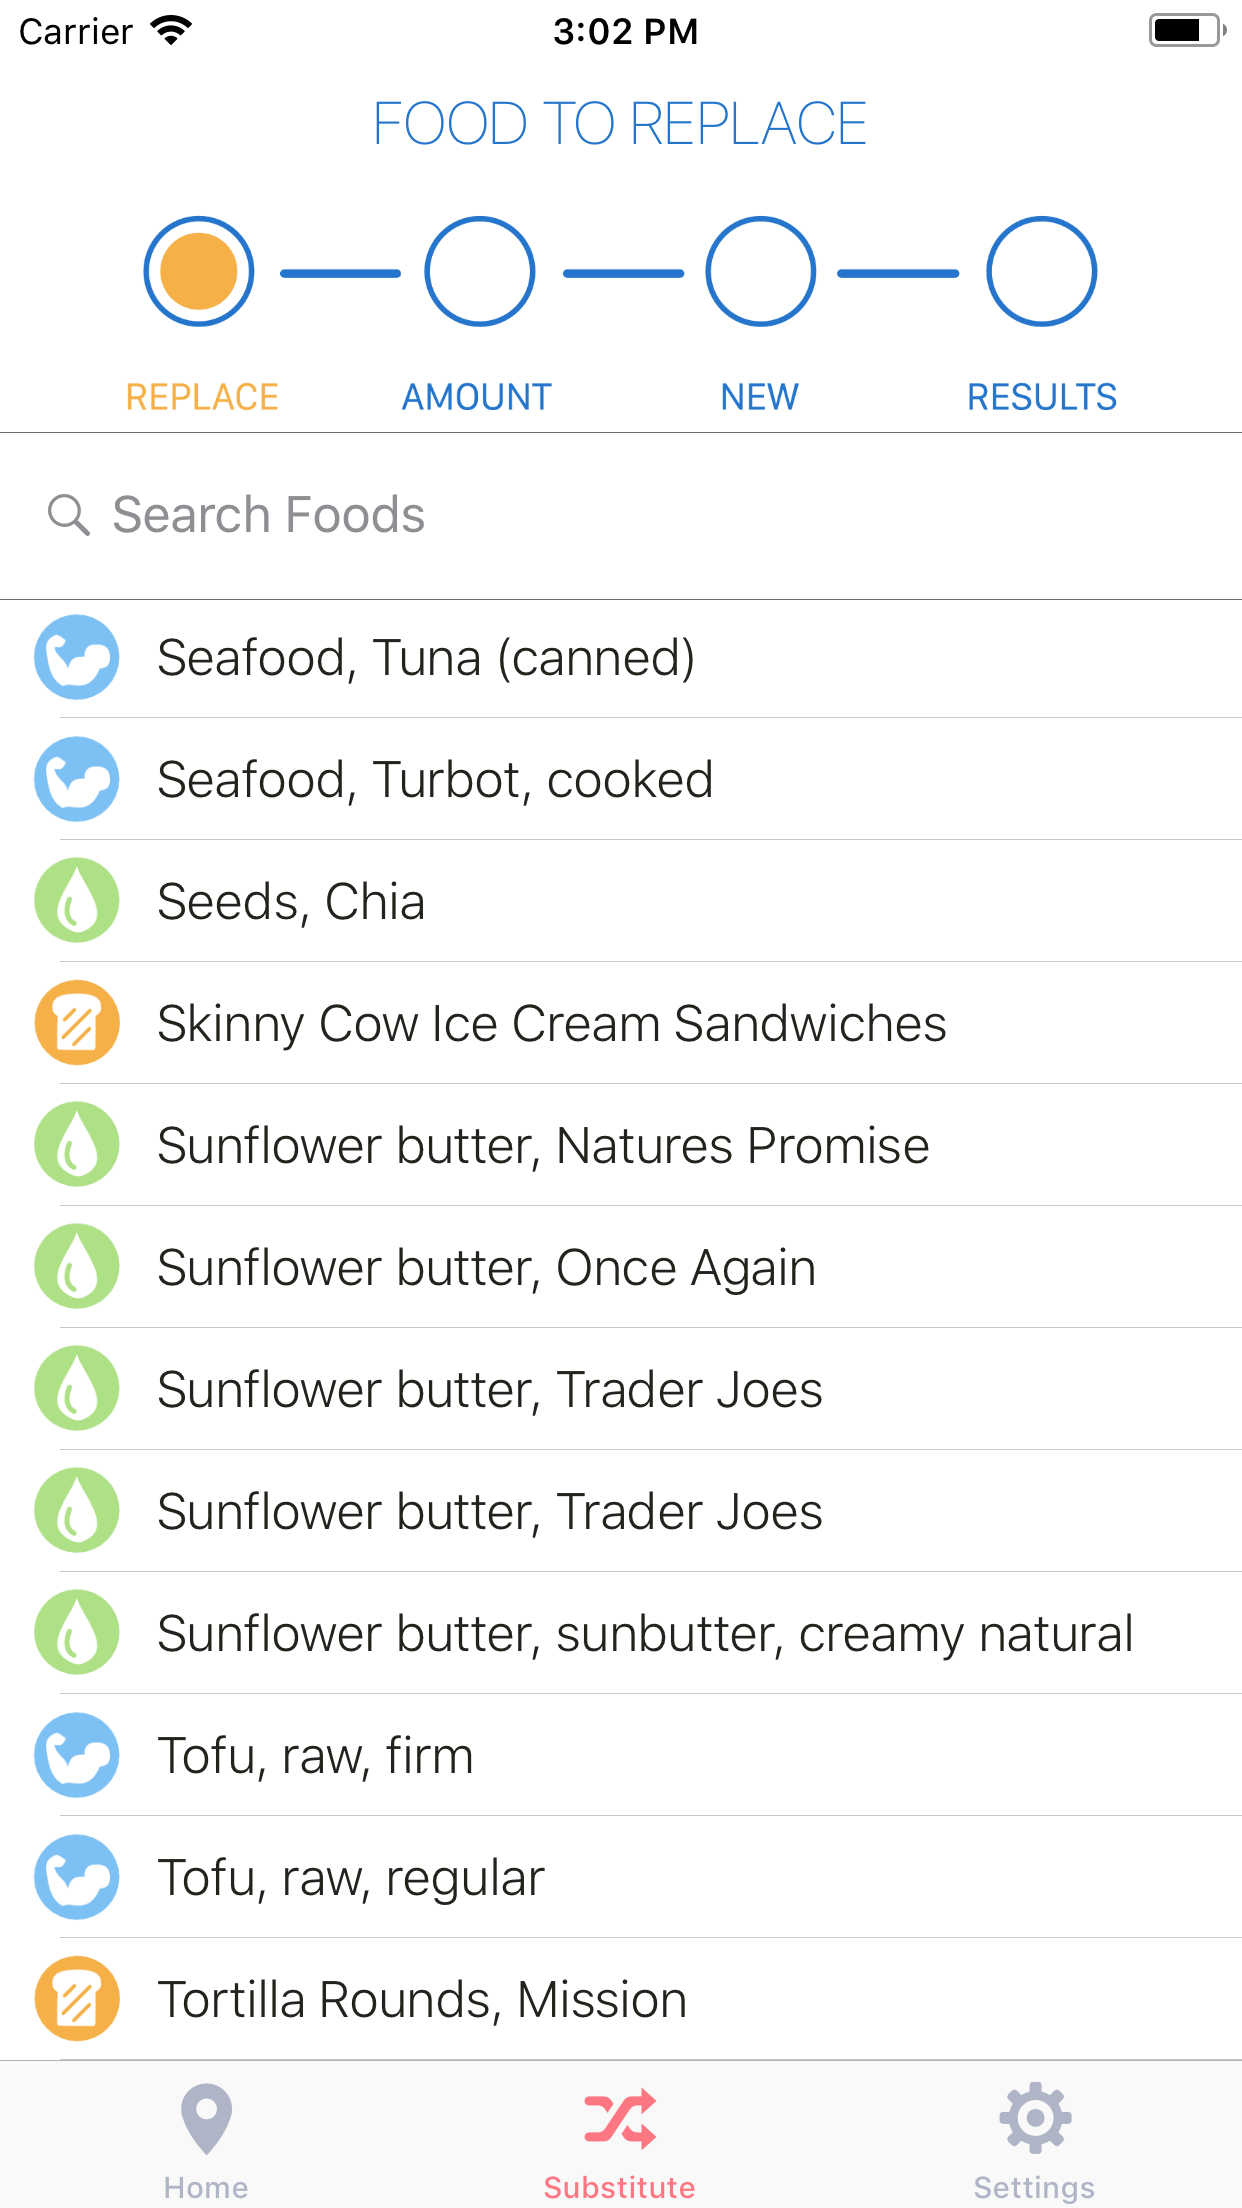 Carrier
3:02 PM
FOOD TO REPLACE
REPLACE
AMOUNT
NEW
RESULTS
Search Foods
Seafood, Tuna (canned)
Seafood, Turbot, cooked
Seeds, Chia
Skinny Cow Ice Cream Sandwiches
Sunflower butter, Natures Promise
Sunflower butter, Once Again
Sunflower butter, Trader Joes
Sunflower butter, Trader Joes
Sunflower butter, sunbutter, creamy natural
Tofu, raw, firm
Tofu, raw, regular
Tortilla Rounds, Mission
Home
Substitute
Settings